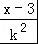 x − 3
k²